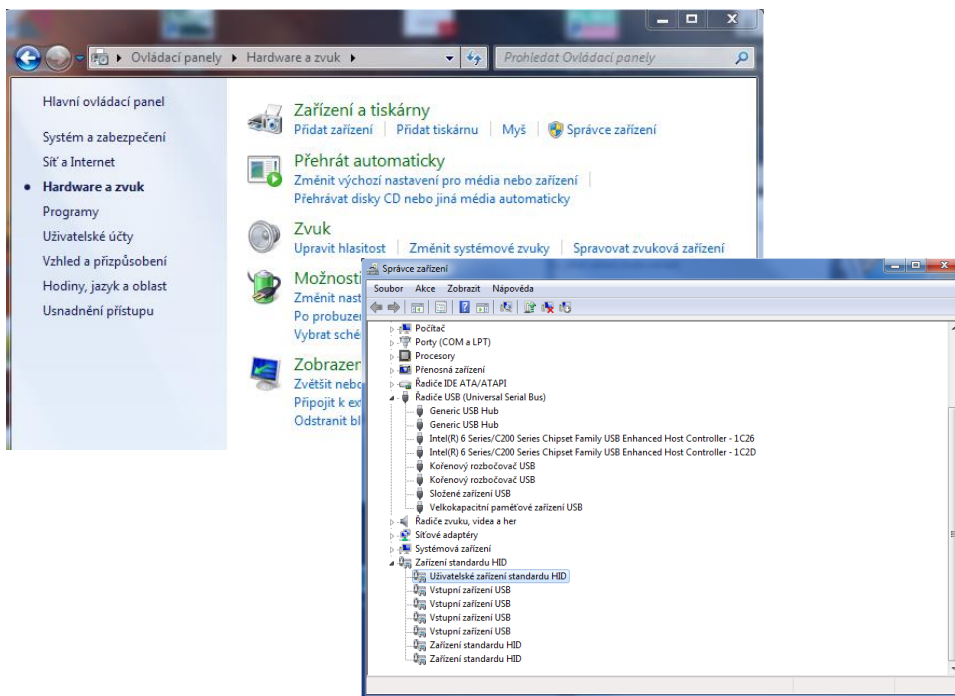 Ovládací panely ▸ Hardware a zvuk ▸
Prohledat Ovládací panely
Hlavní ovládací panel
Systém a zabezpečení
Síť a Internet
Hardware a zvuk
Programy
Uživatelské účty
Vzhled a přizpůsobení
Hodiny, jazyk a oblast
Usnadnění přístupu
Zařízení a tiskárny
Přidat zařízení | Přidat tiskárnu | Myš | Správce zařízení
Přehrát automaticky
Změnit výchozí nastavení pro média nebo zařízení
Přehrávat disky CD nebo jiná média automaticky
Zvuk
Upravit hlasitost | Změnit systémové zvuky | Spravovat zvuková zařízení
Možnosti
Změnit nast
Po probuzen
Vybrat sché
Zobrazen
Zvětšit nebo
Připojit k ex
Odstranit bl
Správce zařízení
Soubor Akce Zobrazit Nápověda
Počítač
Porty (COM a LPT)
Procesory
Přenosná zařízení
Řadiče IDE ATA/ATAPI
Řadiče USB (Universal Serial Bus)
Generic USB Hub
Generic USB Hub
Intel(R) 6 Series/C200 Series Chipset Family USB Enhanced Host Controller - 1C26
Intel(R) 6 Series/C200 Series Chipset Family USB Enhanced Host Controller - 1C2D
Kořenový rozbočovač USB
Kořenový rozbočovač USB
Složené zařízení USB
Velkokapacitní paměťové zařízení USB
Řadiče zvuku, videa a her
Síťové adaptéry
Systémová zařízení
Zařízení standardu HID
Uživatelské zařízení standardu HID
Vstupní zařízení USB
Vstupní zařízení USB
Vstupní zařízení USB
Vstupní zařízení USB
Zařízení standardu HID
Zařízení standardu HID